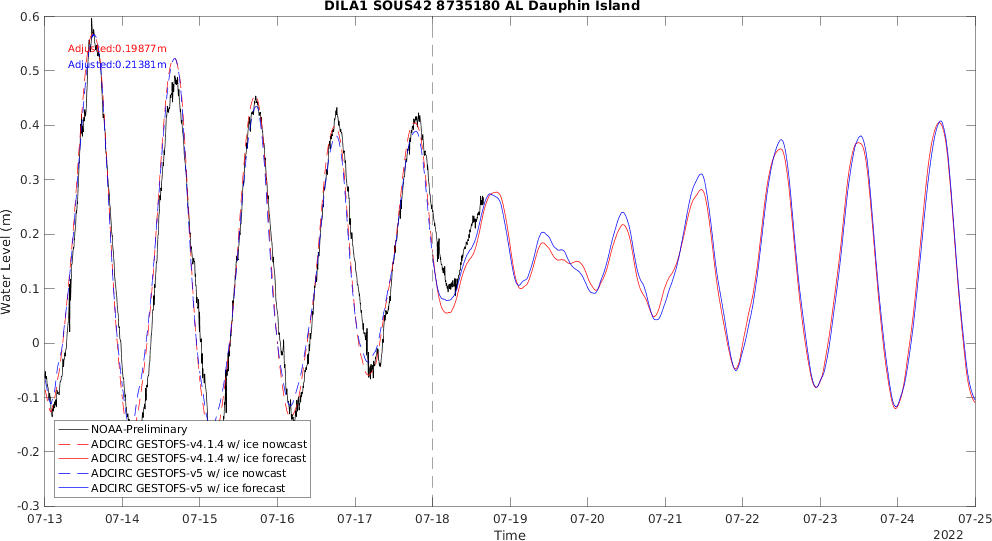 DILA1 SOUS42 8735180 AL Dauphin Island
0.6
Adjusted:0.19877m
Adjusted:0.21381m
0.5
0.4
0.3
0.2
0.1
0
-0.1
-0.2
-0.3
Water Level (m)
NOAA-Preliminary
ADCIRC GESTOFS-v4.1.4 w/ ice nowcast
ADCIRC GESTOFS-v4.1.4 w/ ice forecast
ADCIRC GESTOFS-v5 w/ ice nowcast
ADCIRC GESTOFS-v5 w/ ice forecast
07-13 07-14 07-15 07-16 07-17 07-18 07-19 07-20 07-21 07-22 07-23 07-24 07-25
Time
2022